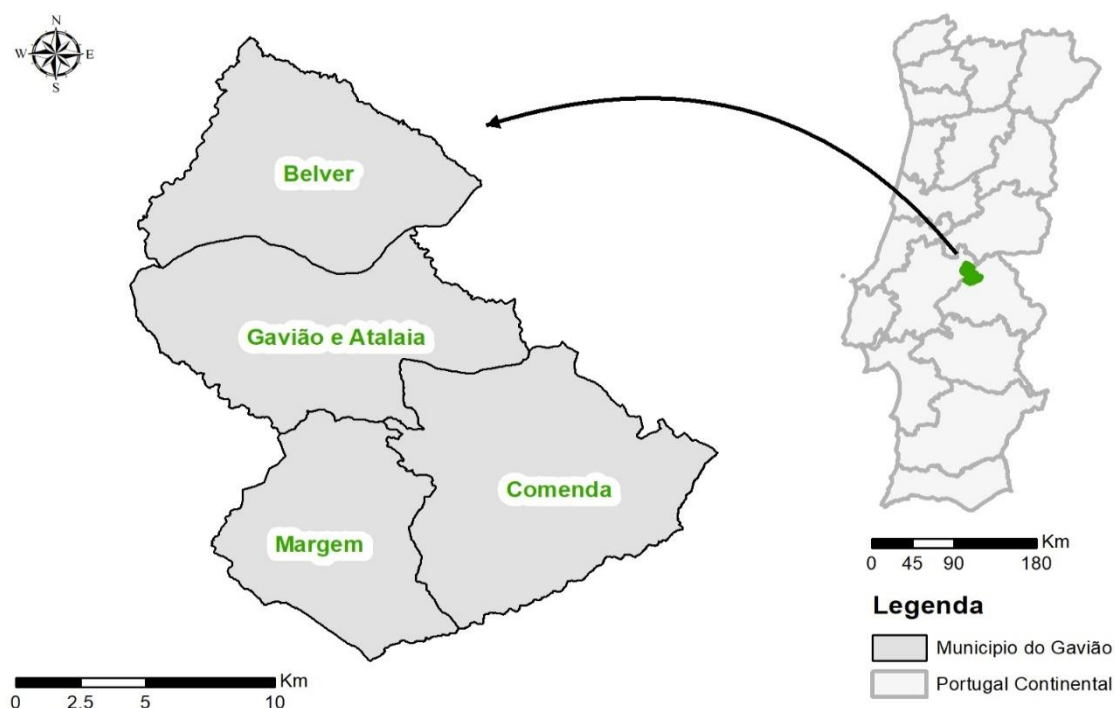 N
W E
S
Belver
Gavião e Atalaia
Comenda
Margem
Km
0 2.5 5 10
Km
0 45 90 180
Legenda
Municipio do Gavião
Portugal Continental